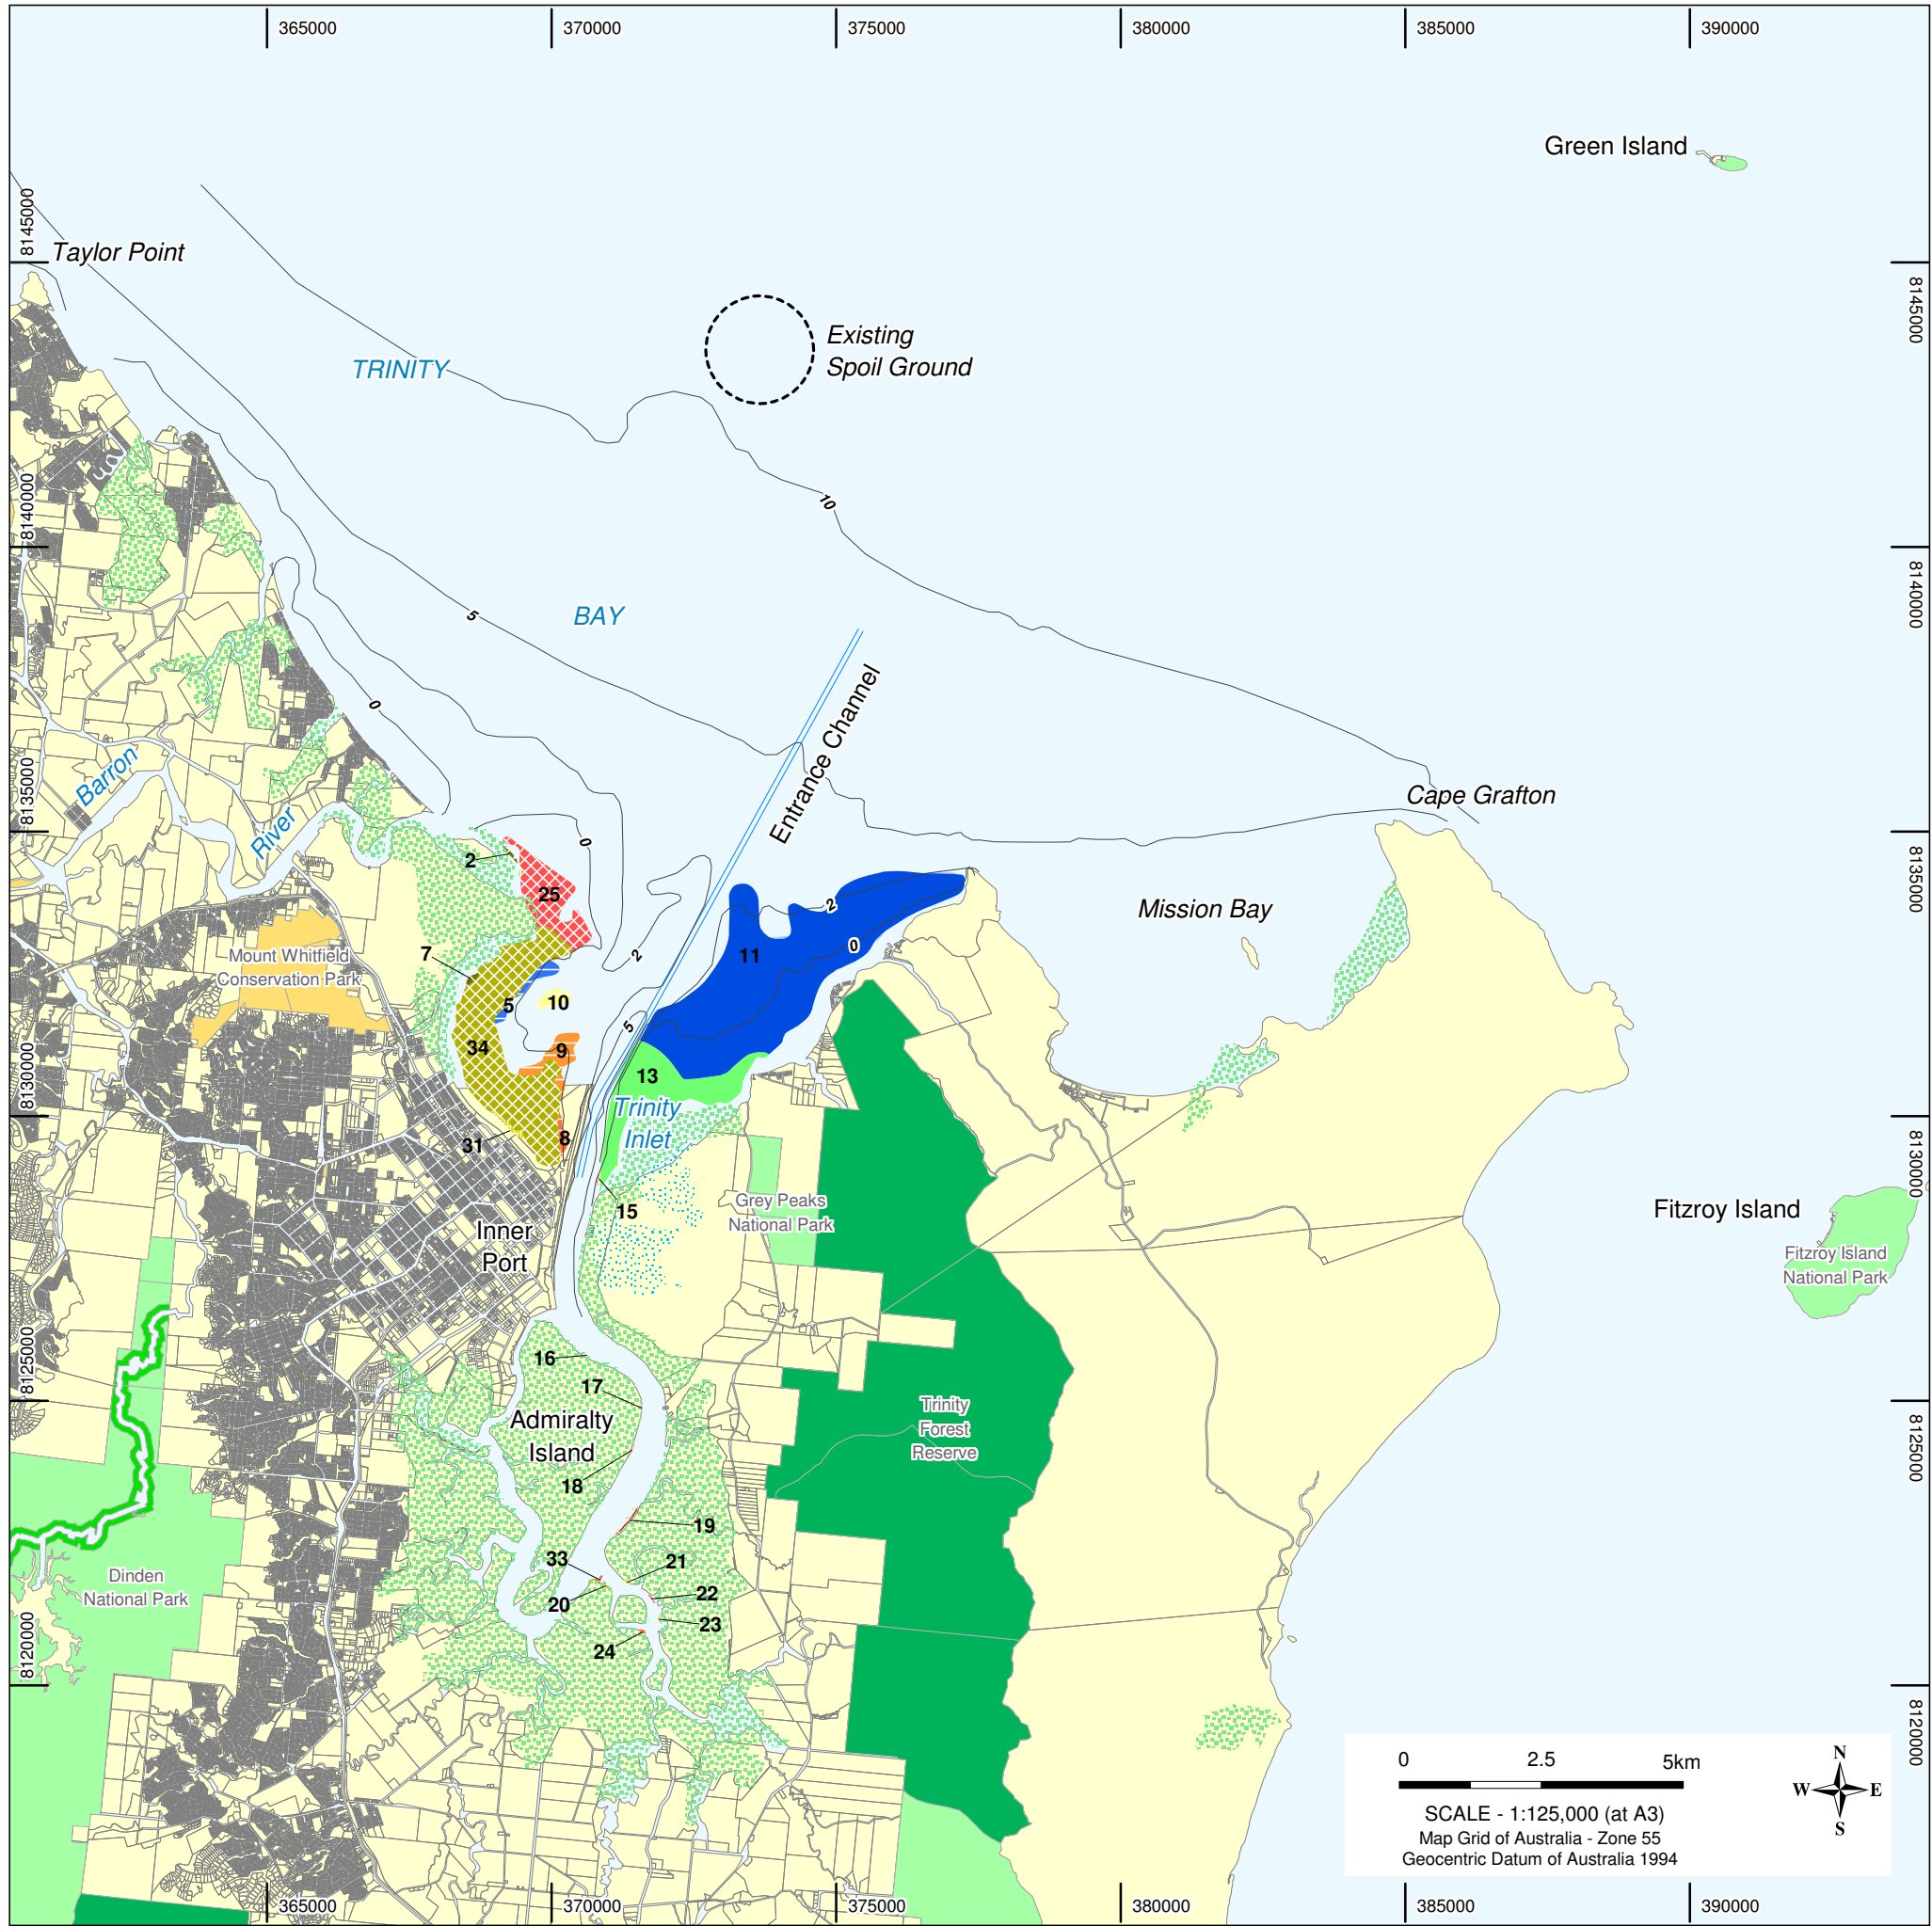 365000
370000
375000
380000
385000
390000
Green Island
8145000
Taylor Point
8145000
Existing
Spoil Ground
TRINITY
10
8140000
8140000
5
BAY
0
Entrance Channel
Barron
River
8135000
Cape Grafton
0
2
25
8135000
2
Mission Bay
2
0
11
7
Mount Whitfield
Conservation Park
2
5
10
5
34
9
8130000
13
Trinity
Inlet
31
8
8130000
15
Grey Peaks
National Park
Inner
Port
Fitzroy Island
Fitzroy Island
National Park
8125000
16
17
Admiralty
Island
Trinity
Forest
Reserve
8125000
18
19
33
21
Dinden
National Park
20
22
23
24
8120000
8120000
0
2.5
5km
SCALE - 1:125,000 (at A3)
Map Grid of Australia - Zone 55
Geocentric Datum of Australia 1994
N
W
E
S
365000
370000
375000
380000
385000
390000